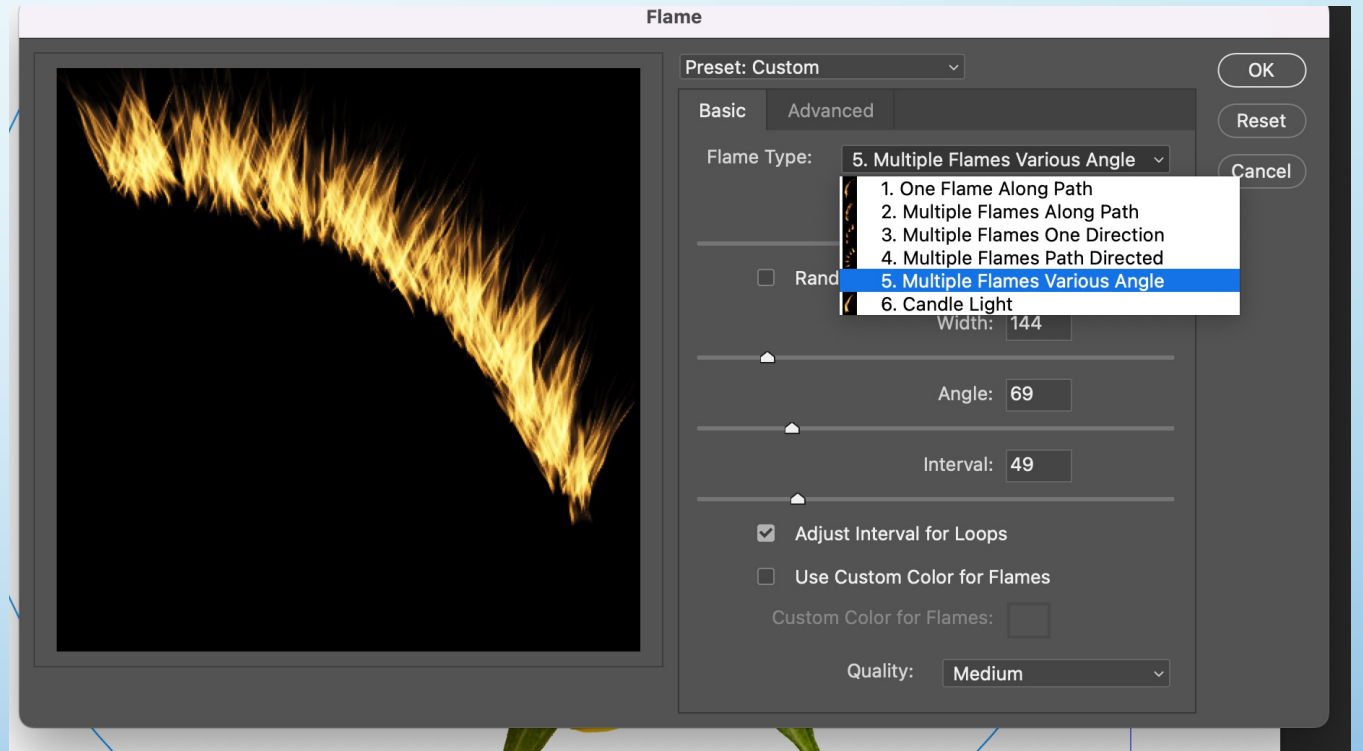 Flame
Preset: Custom
OK
Basic Advanced
Reset
Flame Type: 5. Multiple Flames Various Angle
Cancel
1. One Flame Along Path
2. Multiple Flames Along Path
3. Multiple Flames One Direction
4. Multiple Flames Path Directed
5. Multiple Flames Various Angle
6. Candle Light
Width: 144
Angle: 69
Interval: 49
Adjust Interval for Loops
Use Custom Color for Flames
Custom Color for Flames:
Quality: Medium